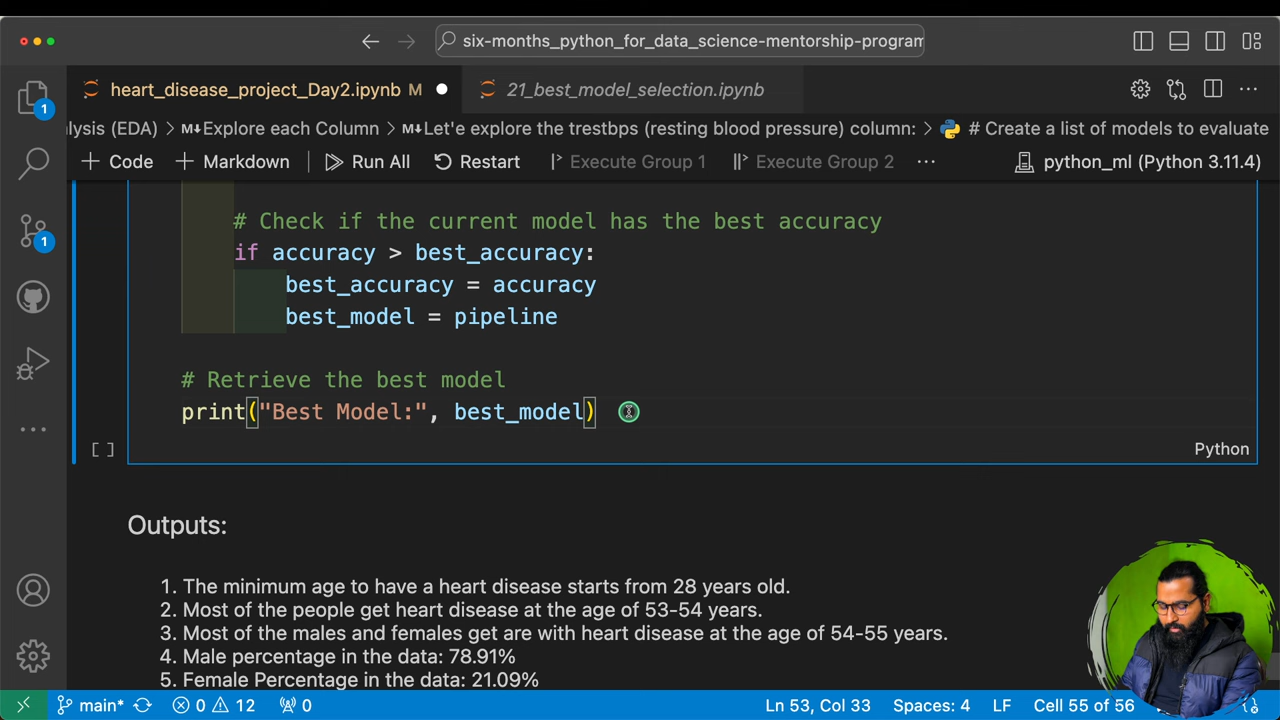 six-months_python_for_data_science-mentorship-program
heart_disease_project_Day2.ipynb M
21_best_model_selection.ipynb
lysis (EDA) > M Explore each Column > M Let's explore the trestbps (resting blood pressure) column: > # Create a list of models to evaluate
+ Code + Markdown Run All Restart Execute Group 1 Execute Group 2 ... python_ml (Python 3.11.4)
# Check if the current model has the best accuracy
if accuracy > best_accuracy:
best_accuracy = accuracy
best_model = pipeline
# Retrieve the best model
print("Best Model:", best_model)
[ ] Python
Outputs:
1. The minimum age to have a heart disease starts from 28 years old.
2. Most of the people get heart disease at the age of 53-54 years.
3. Most of the males and females get are with heart disease at the age of 54-55 years.
4. Male percentage in the data: 78.91%
5. Female Percentage in the data: 21.09%
1
1
main* 0 12 0 Ln 53, Col 33 Spaces: 4 LF Cell 55 of 56